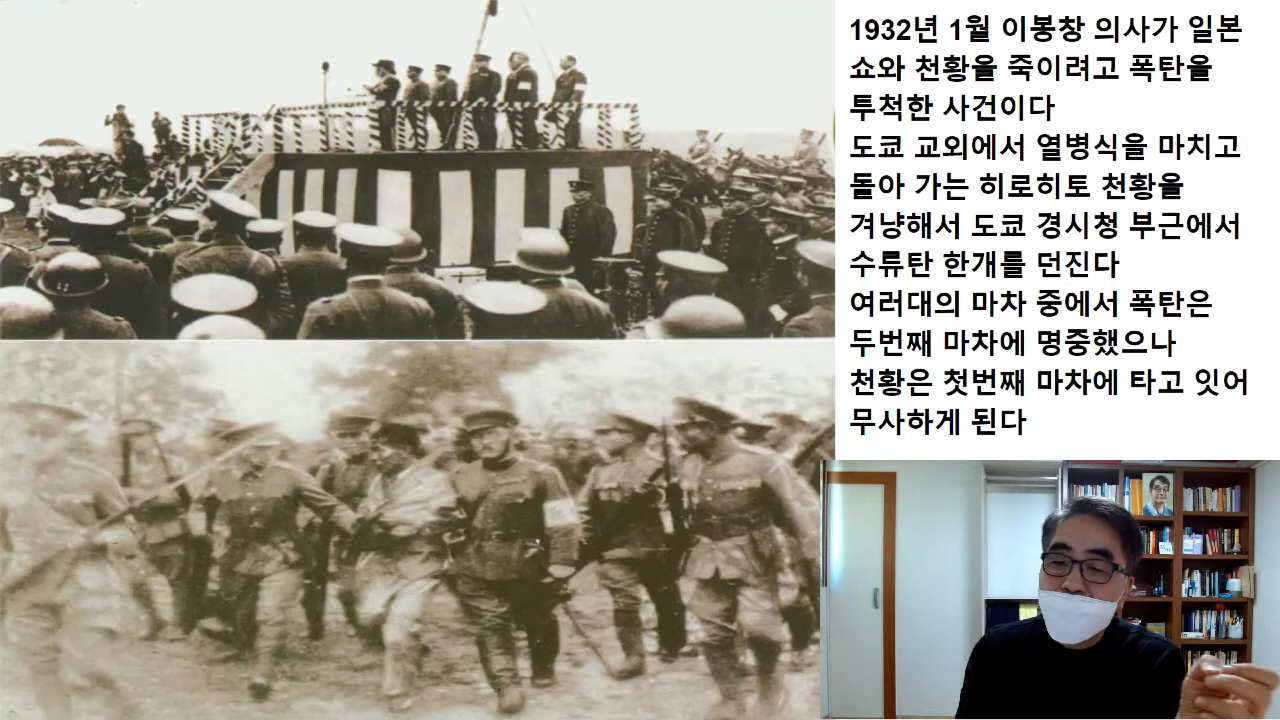 1932년 1월 이봉창 의사가 일본
쇼와 천황을 죽이려고 폭탄을
투척한 사건이다
도쿄 교외에서 열병식을 마치고
돌아 가는 히로히토 천황을
겨냥해서 도쿄 경시청 부근에서
수류탄 한개를 던진다
여러대의 마차 중에서 폭탄은
두번째 마차에 명중했으나
천황은 첫번째 마차에 타고 잇어
무사하게 된다